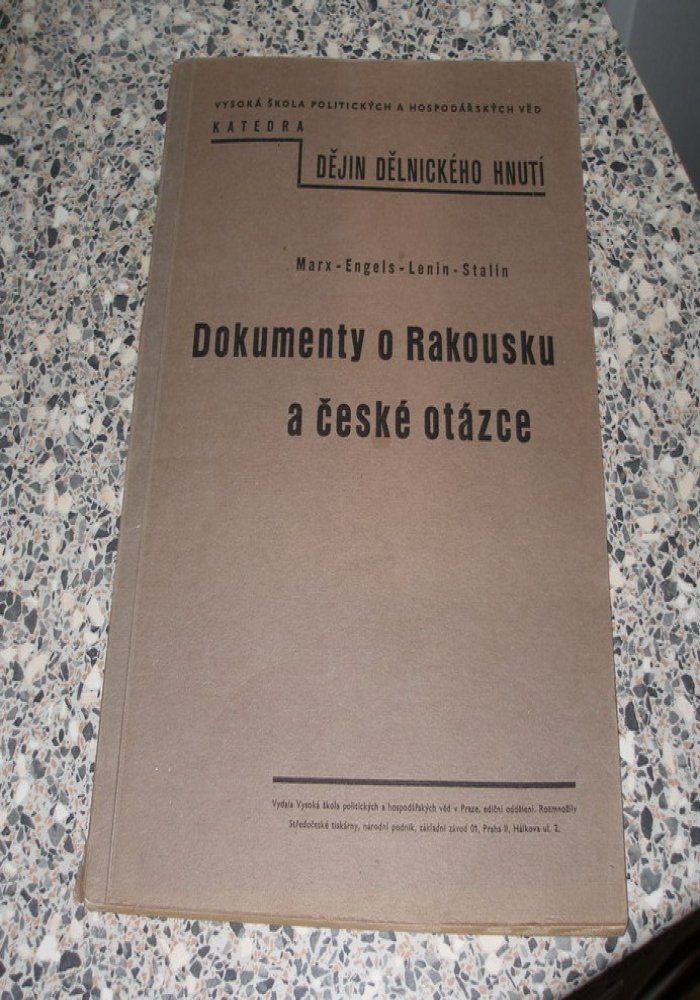 VYSOKÁ ŠKOLA POLITICKÝCH A HOSPODÁŘSKÝCH VĚD
KATEDRA
DĚJIN DĚLNICKÉHO HNUTÍ
Marx-Engels-Lenin-Stalin
Dokumenty o Rakousku
a české otázce
Vydala Vysoká škola politických a hospodářských věd v Praze, ediční oddělení. Rozmnožily
Středočeské tiskárny, národní podnik, základní závod 01, Praha II, Hálkova ul. 2.